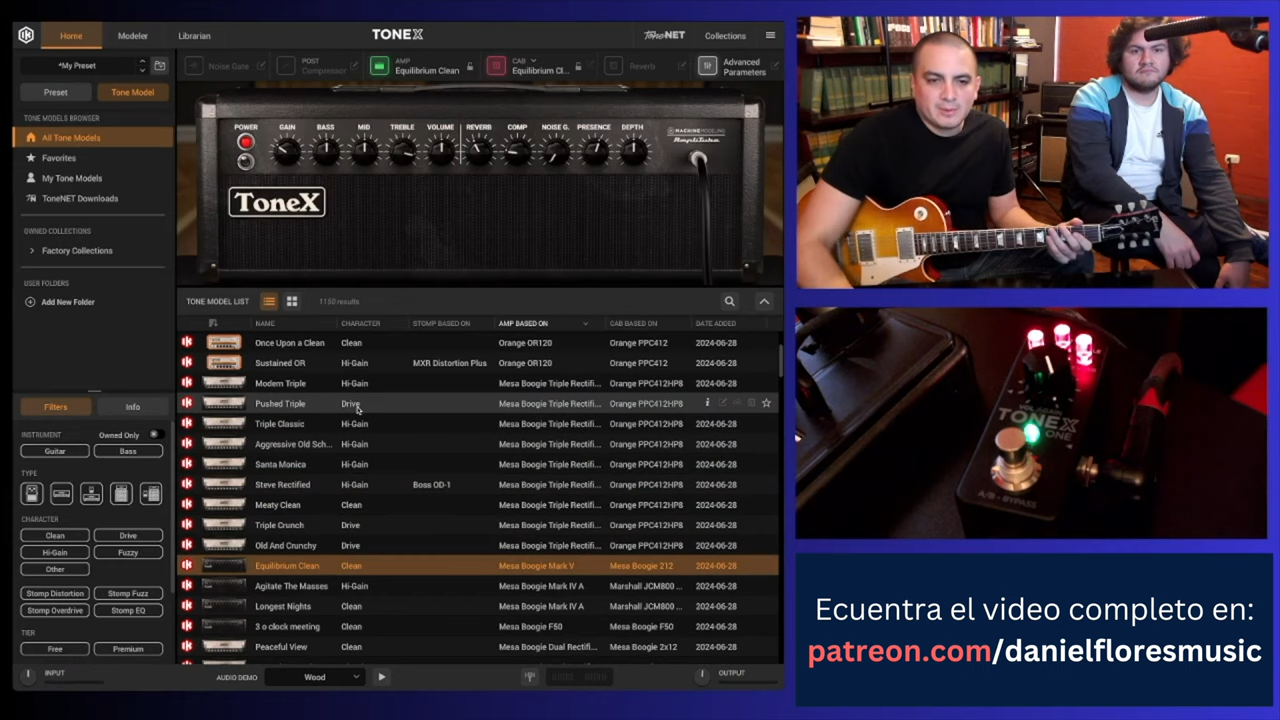 Home
Modeler
Librarian
TONEX
ToneNET
Collections
*My Preset
Noise Gate
POST
Compressor
AMP
Equilibrium Clean
CAB
Equilibrium Cl...
Reverb
Advanced
Parameters
Preset
Tone Model
TONE MODELS BROWSER
All Tone Models
Favorites
My Tone Models
ToneNET Downloads
OWNED COLLECTIONS
Factory Collections
USER FOLDERS
Add New Folder
POWER GAIN BASS MID TREBLE VOLUME REVERB COMP NOISE G. PRESENCE DEPTH
MACHINE MODELING
AmpliTube
ToneX
TONE MODEL LIST
1150 results
NAME CHARACTER STOMP BASED ON AMP BASED ON CAB BASED ON DATE ADDED
Once Upon a Clean Clean Orange OR120 Orange PPC412 2024-06-28
Sustained OR Hi-Gain MXR Distortion Plus Orange OR120 Orange PPC412 2024-06-28
Modern Triple Hi-Gain Mesa Boogie Triple Rectifi... Orange PPC412HP8 2024-06-28
Pushed Triple Drive Mesa Boogie Triple Rectifi... Orange PPC412HP8
Triple Classic Hi-Gain Mesa Boogie Triple Rectifi... Orange PPC412HP8 2024-06-28
Aggressive Old Sch... Hi-Gain Mesa Boogie Triple Rectifi... Orange PPC412HP8 2024-06-28
Santa Monica Hi-Gain Mesa Boogie Triple Rectifi... Orange PPC412HP8 2024-06-28
Steve Rectified Hi-Gain Boss OD-1 Mesa Boogie Triple Rectifi... Orange PPC412HP8 2024-06-28
Meaty Clean Clean Mesa Boogie Triple Rectifi... Orange PPC412HP8 2024-06-28
Triple Crunch Drive Mesa Boogie Triple Rectifi... Orange PPC412HP8 2024-06-28
Old And Crunchy Drive Mesa Boogie Triple Rectifi... Orange PPC412HP8 2024-06-28
Equilibrium Clean Clean Mesa Boogie Mark V Mesa Boogie 212 2024-06-28
Agitate The Masses Hi-Gain Mesa Boogie Mark IV A Marshall JCM800 ... 2024-06-28
Longest Nights Clean Mesa Boogie Mark IV A Marshall JCM800 ... 2024-06-28
3 o clock meeting Clean Mesa Boogie F50 Mesa Boogie F50 2024-06-28
Peaceful View Clean Mesa Boogie Dual Rectifi... Mesa Boogie 2x12 2024-06-28
Filters
Info
INSTRUMENT
Owned Only
Guitar
Bass
TYPE
CHARACTER
Clean
Drive
Hi-Gain
Fuzzy
Other
Stomp Distortion
Stomp Fuzz
Stomp Overdrive
Stomp EQ
TIER
Free
Premium
INPUT
AUDIO DEMO
Wood
OUTPUT
TONEX
ONE
A/B - BYPASS
Ecuentra el video completo en:
patreon.com/danielfloresmusic